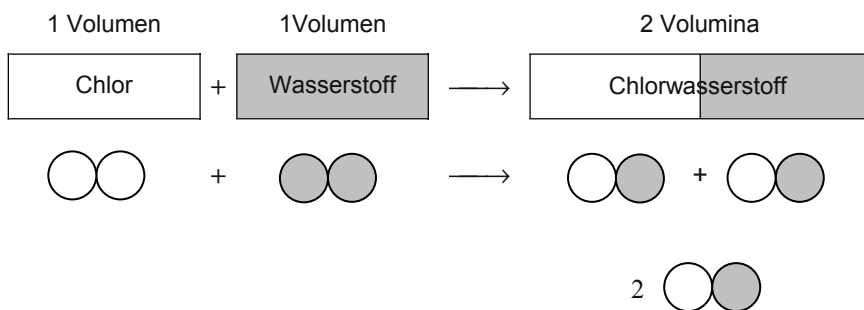 1 Volumen 1Volumen 2 Volumina
Chlor + Wasserstoff ⟶ Chlorwasserstoff
+ ⟶ +
2